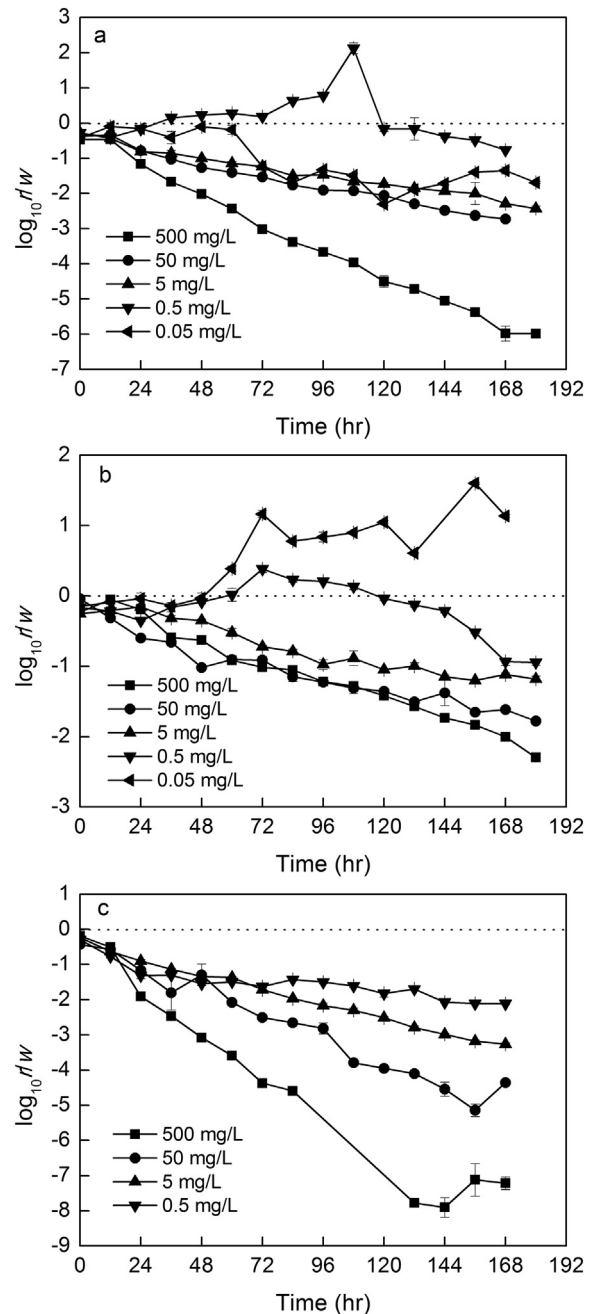 a
3
2
1
0
-1
-2
-3
-4
-5
-6
-7
log₁₀r/w
500 mg/L
50 mg/L
5 mg/L
0.5 mg/L
0.05 mg/L
0 24 48 72 96 120 144 168 192
Time (hr)
b
2
1
0
-1
-2
-3
log₁₀r/w
500 mg/L
50 mg/L
5 mg/L
0.5 mg/L
0.05 mg/L
0 24 48 72 96 120 144 168 192
Time (hr)
c
1
0
-1
-2
-3
-4
-5
-6
-7
-8
-9
log₁₀r/w
500 mg/L
50 mg/L
5 mg/L
0.5 mg/L
0 24 48 72 96 120 144 168 192
Time (hr)